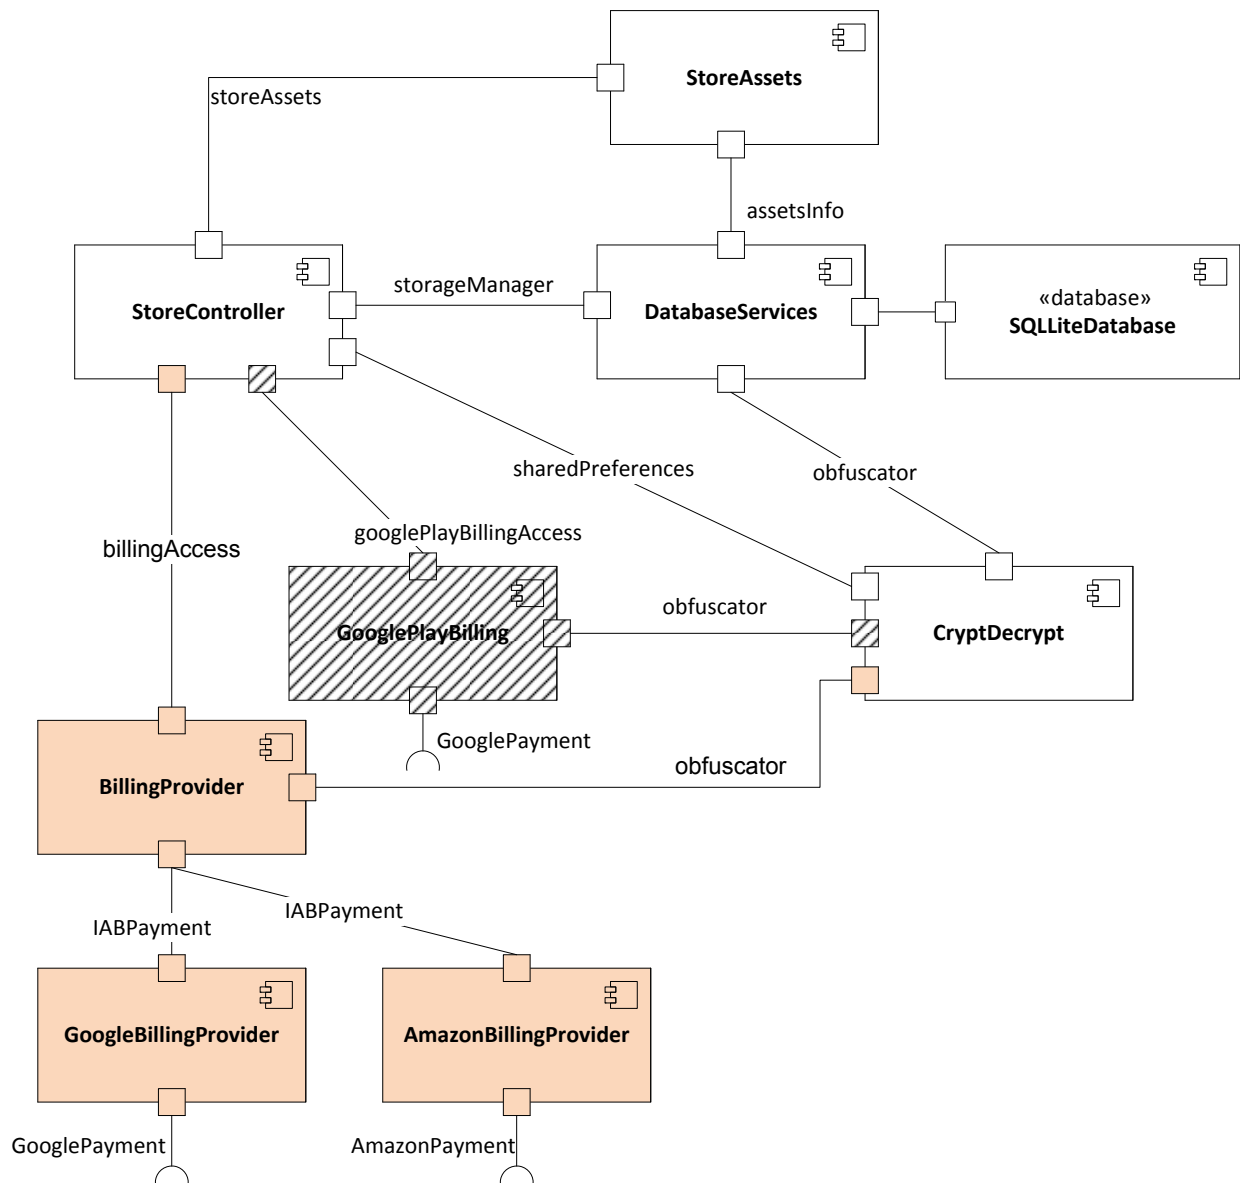 StoreAssets
storeAssets
assetsInfo
storageManager
StoreController
DatabaseServices
«database»
SQLLiteDatabase
sharedPreferences
obfuscator
googlePlayBillingAccess
billingAccess
obfuscator
GooglePlayBilling
CryptDecrypt
GooglePayment
obfuscator
BillingProvider
IABPayment
IABPayment
GoogleBillingProvider
AmazonBillingProvider
GooglePayment
AmazonPayment